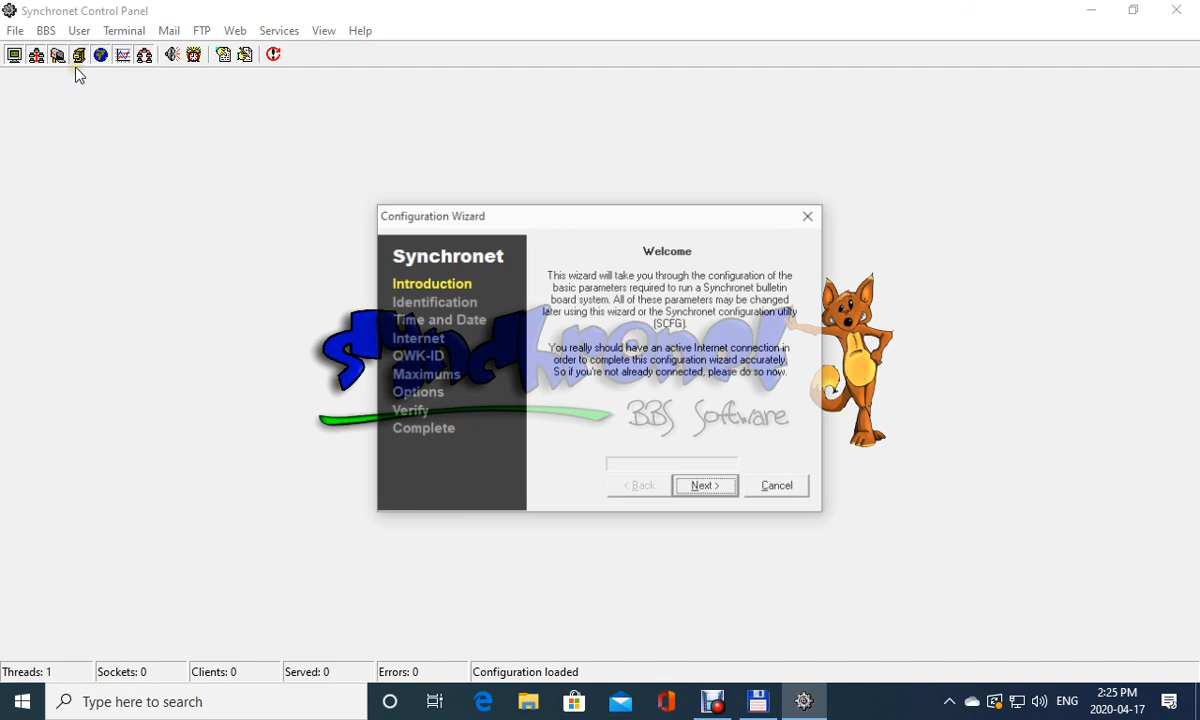 Synchronet Control Panel
File BBS User Terminal Mail FTP Web Services View Help
Configuration Wizard
Synchronet
Introduction
Identification
Time and Date
Internet
QWK-ID
Maximums
Options
Verify
Complete
Welcome
This wizard will take you through the configuration of the
basic parameters required to run a Synchronet bulletin
board system. All of these parameters may be changed
later using this wizard or the Synchronet configuration utilty
(SCFG).
You really should have an active Internet connection in
order to complete this configuration wizard accurately.
So if you're not already connected, please do so now.
< Back Next > Cancel
Synchronet
BBS Software
Threads: 1 Sockets: 0 Clients: 0 Served: 0 Errors: 0 Configuration loaded
Type here to search
ENG
2:25 PM
2020-04-17